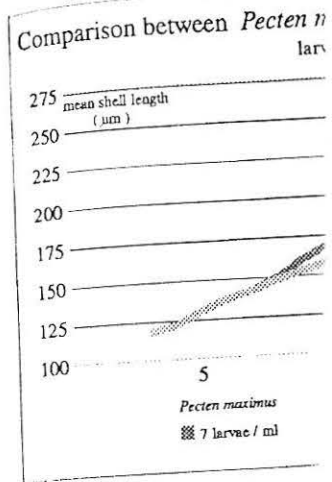 Comparison between Pecten
275
mean shell length
( µm )
250
225
200
175
150
125
100
5
Pecten maximus
7 larvae / ml